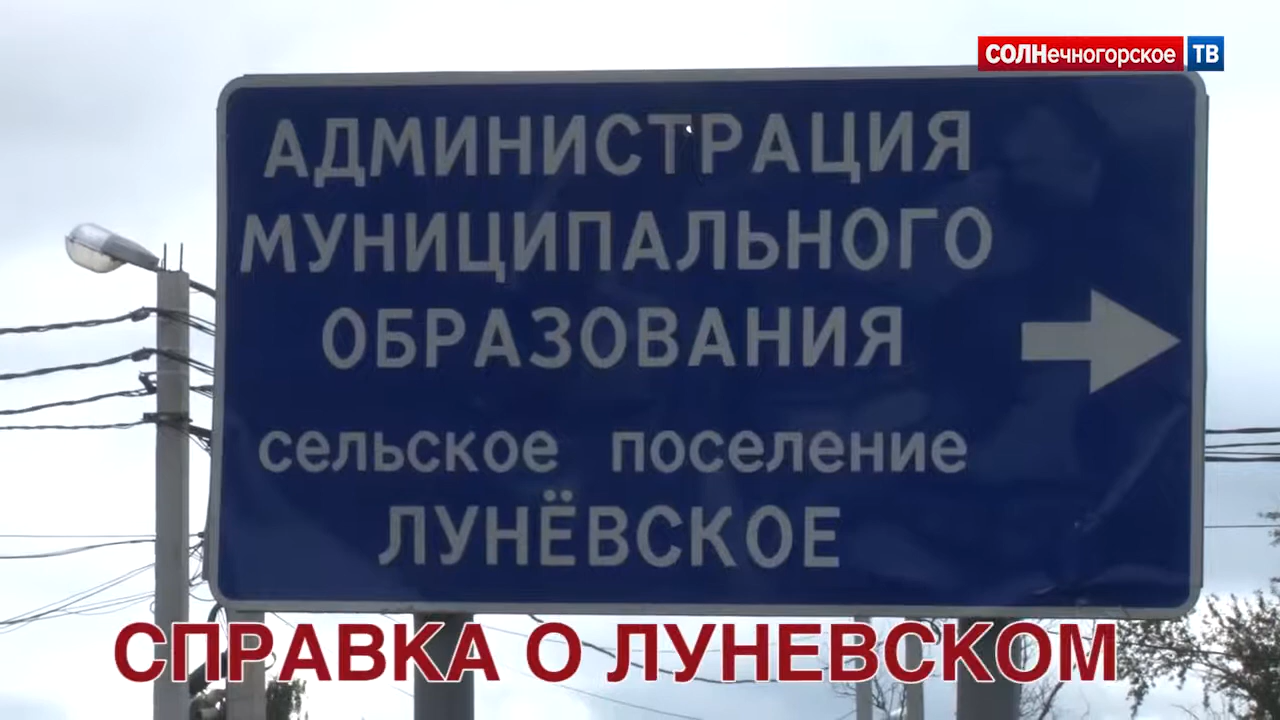 СОЛНечногорское ТВ
АДМИНИСТРАЦИЯ
МУНИЦИПАЛЬНОГО
ОБРАЗОВАНИЯ
сельское поселение
ЛУНЁВСКОЕ
СПРАВКА О ЛУНЕВСКОМ